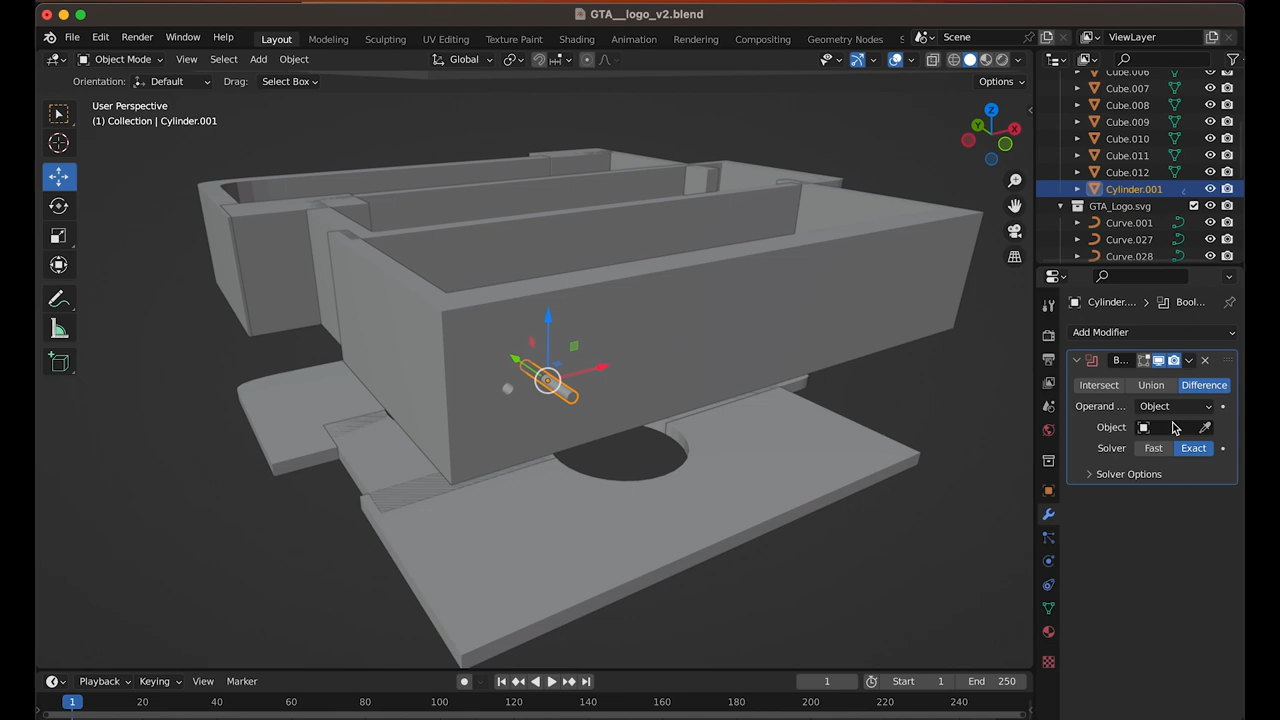 GTA__logo_v2.blend
File Edit Render Window Help Layout Modeling Sculpting UV Editing Texture Paint Shading Animation Rendering Compositing Geometry Nodes Scene ViewLayer
Object Mode View Select Add Object Global
Orientation: Default Drag: Select Box Options
User Perspective
(1) Collection | Cylinder.001
Z
Y
X
Cube.006
Cube.007
Cube.008
Cube.009
Cube.010
Cube.011
Cube.012
Cylinder.001
GTA_Logo.svg
Curve.001
Curve.027
Curve.028
Cylinder.... > Bool...
Add Modifier
B...
Intersect Union Difference
Operand ... Object
Object
Solver Fast Exact
Solver Options
Playback Keying View Marker 1 Start 1 End 250
1 20 40 60 80 100 120 140 160 180 200 220 240